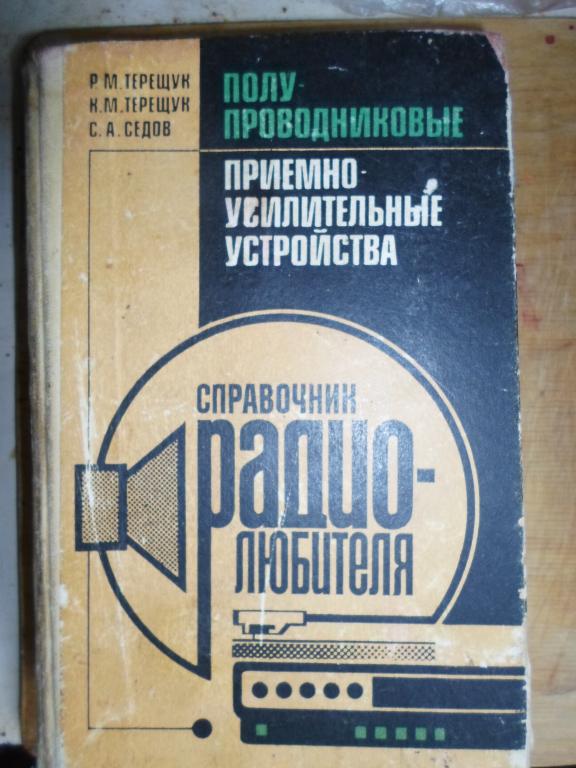 Р. М. ТЕРЕЩУК
К. М. ТЕРЕЩУК
С. А. СЕДОВ
ПОЛУ-
ПРОВОДНИКОВЫЕ
ПРИЕМНО-
УСИЛИТЕЛЬНЫЕ
УСТРОЙСТВА
СПРАВОЧНИК
РАДИО-
ЛЮБИТЕЛЯ